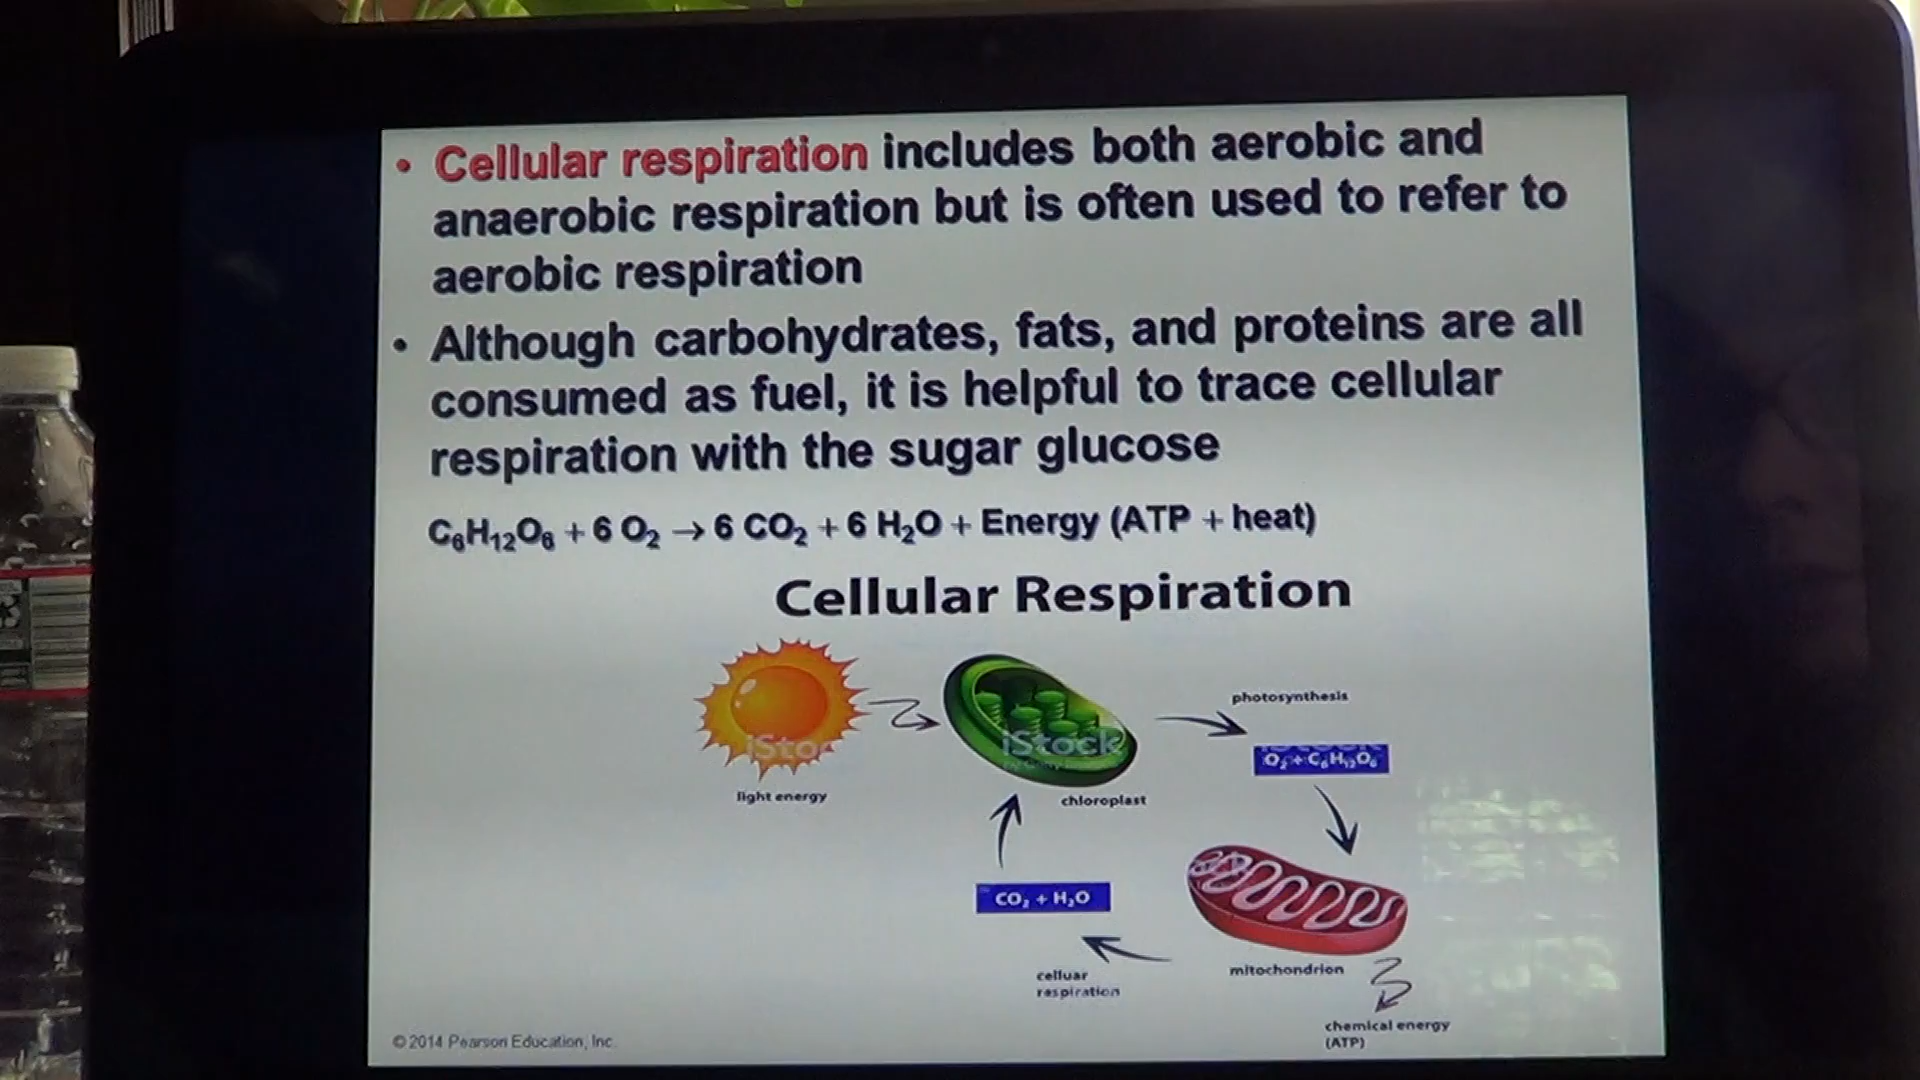 • Cellular respiration includes both aerobic and
anaerobic respiration but is often used to refer to
aerobic respiration
• Although carbohydrates, fats, and proteins are all
consumed as fuel, it is helpful to trace cellular
respiration with the sugar glucose
C₆H₁₂O₆ + 6 O₂ → 6 CO₂ + 6 H₂O + Energy (ATP + heat)
Cellular Respiration
photosynthesis
iStock
O₂ + C₆H₁₂O₆
light energy
chloroplast
CO₂ + H₂O
mitochondrion
celluar
respiration
chemical energy
(ATP)
© 2014 Pearson Education, Inc.